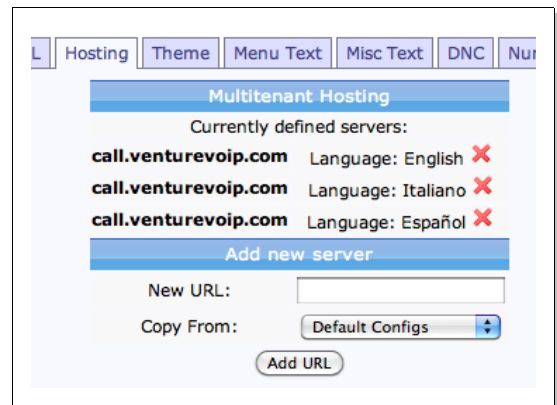 L Hosting Theme Menu Text Misc Text DNC Nur
Multitenant Hosting
Currently defined servers:
call.venturevoip.com Language: English
call.venturevoip.com Language: Italiano
call.venturevoip.com Language: Español
Add new server
New URL:
Copy From: Default Configs
Add URL